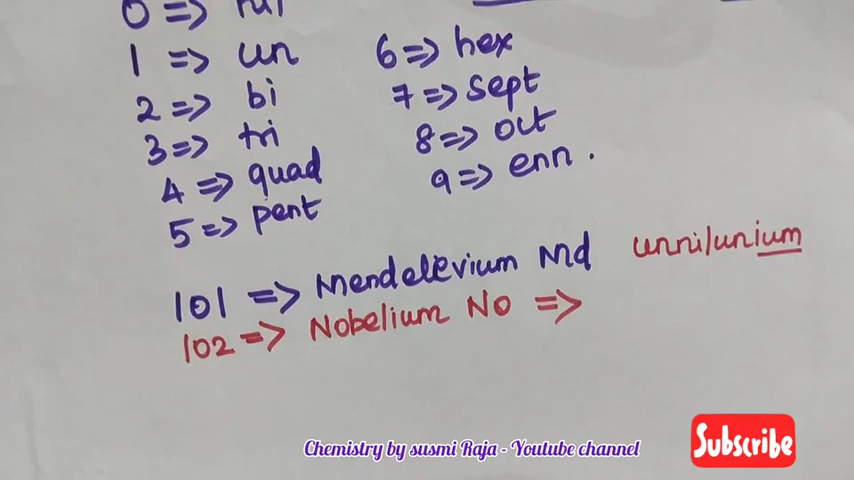 0 => nil
1 => un
2 => bi
3 => tri
4 => quad
5 => pent
6 => hex
7 => sept
8 => oct
9 => enn.
101 => Mendelevium Md unnilunium
102 => Nobelium No =>
Chemistry by susmi Raja - Youtube channel
Subscribe